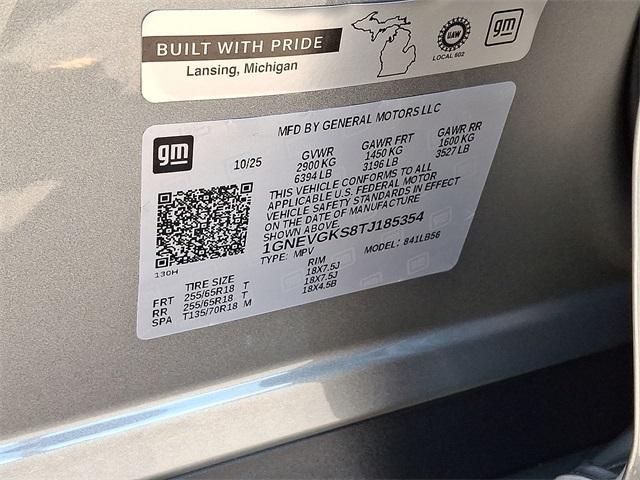 BUILT WITH PRIDE
Lansing, Michigan
UAW
LOCAL 602
gm
MFD BY GENERAL MOTORS LLC
gm
10/25
GVWR GAWR FRT GAWR RR
2900 KG 1450 KG 1600 KG
6394 LB 3196 LB 3527 LB
THIS VEHICLE CONFORMS TO ALL
APPLICABLE U.S. FEDERAL MOTOR
VEHICLE SAFETY STANDARDS IN EFFECT
ON THE DATE OF MANUFACTURE
SHOWN ABOVE
1GNEVGKS8TJ185354
TYPE: MPV MODEL: 841LB56
130H
TIRE SIZE RIM
FRT 255/65R18 T 18X7.5J
RR 255/65R18 T 18X7.5J
SPA T135/70R18 M 18X4.5B